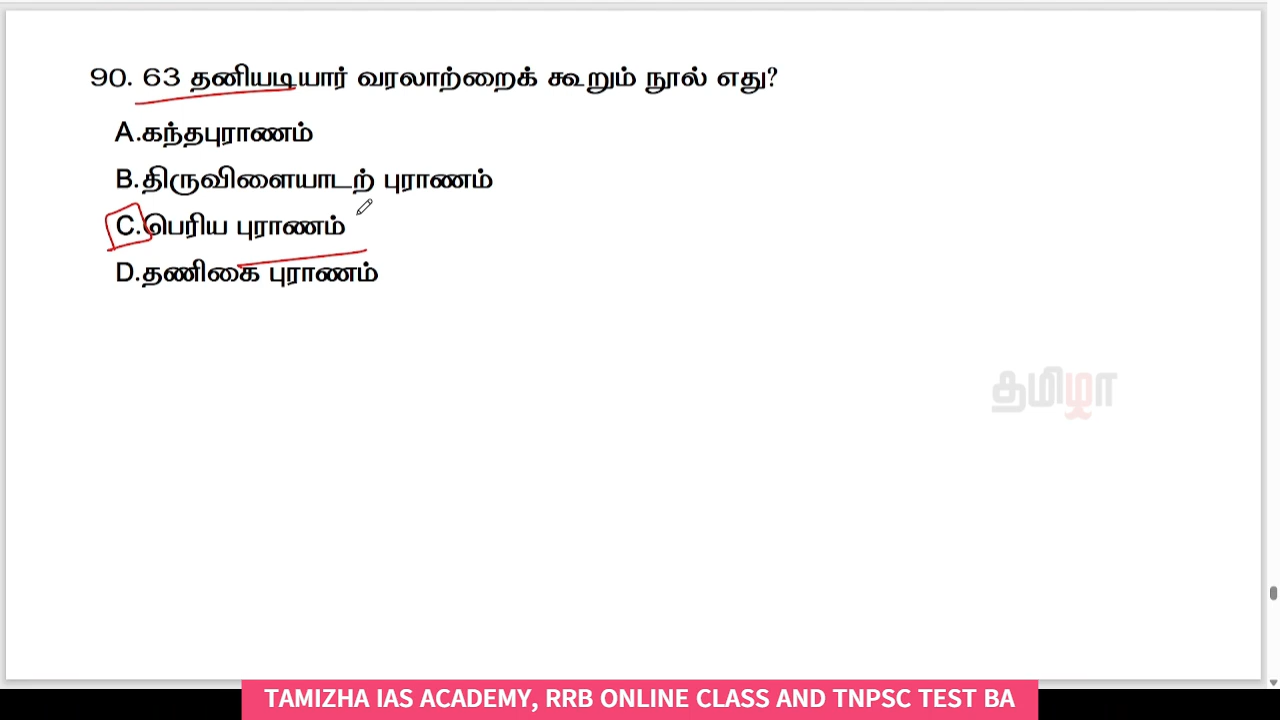 90. 63 தனியடியார் வரலாற்றைக் கூறும் நூல் எது?
A.கந்தபுராணம்
B.திருவிளையாடற் புராணம்
C.பெரிய புராணம்
D.தணிகை புராணம்
தமிழா
TAMIZHA IAS ACADEMY, RRB ONLINE CLASS AND TNPSC TEST BA